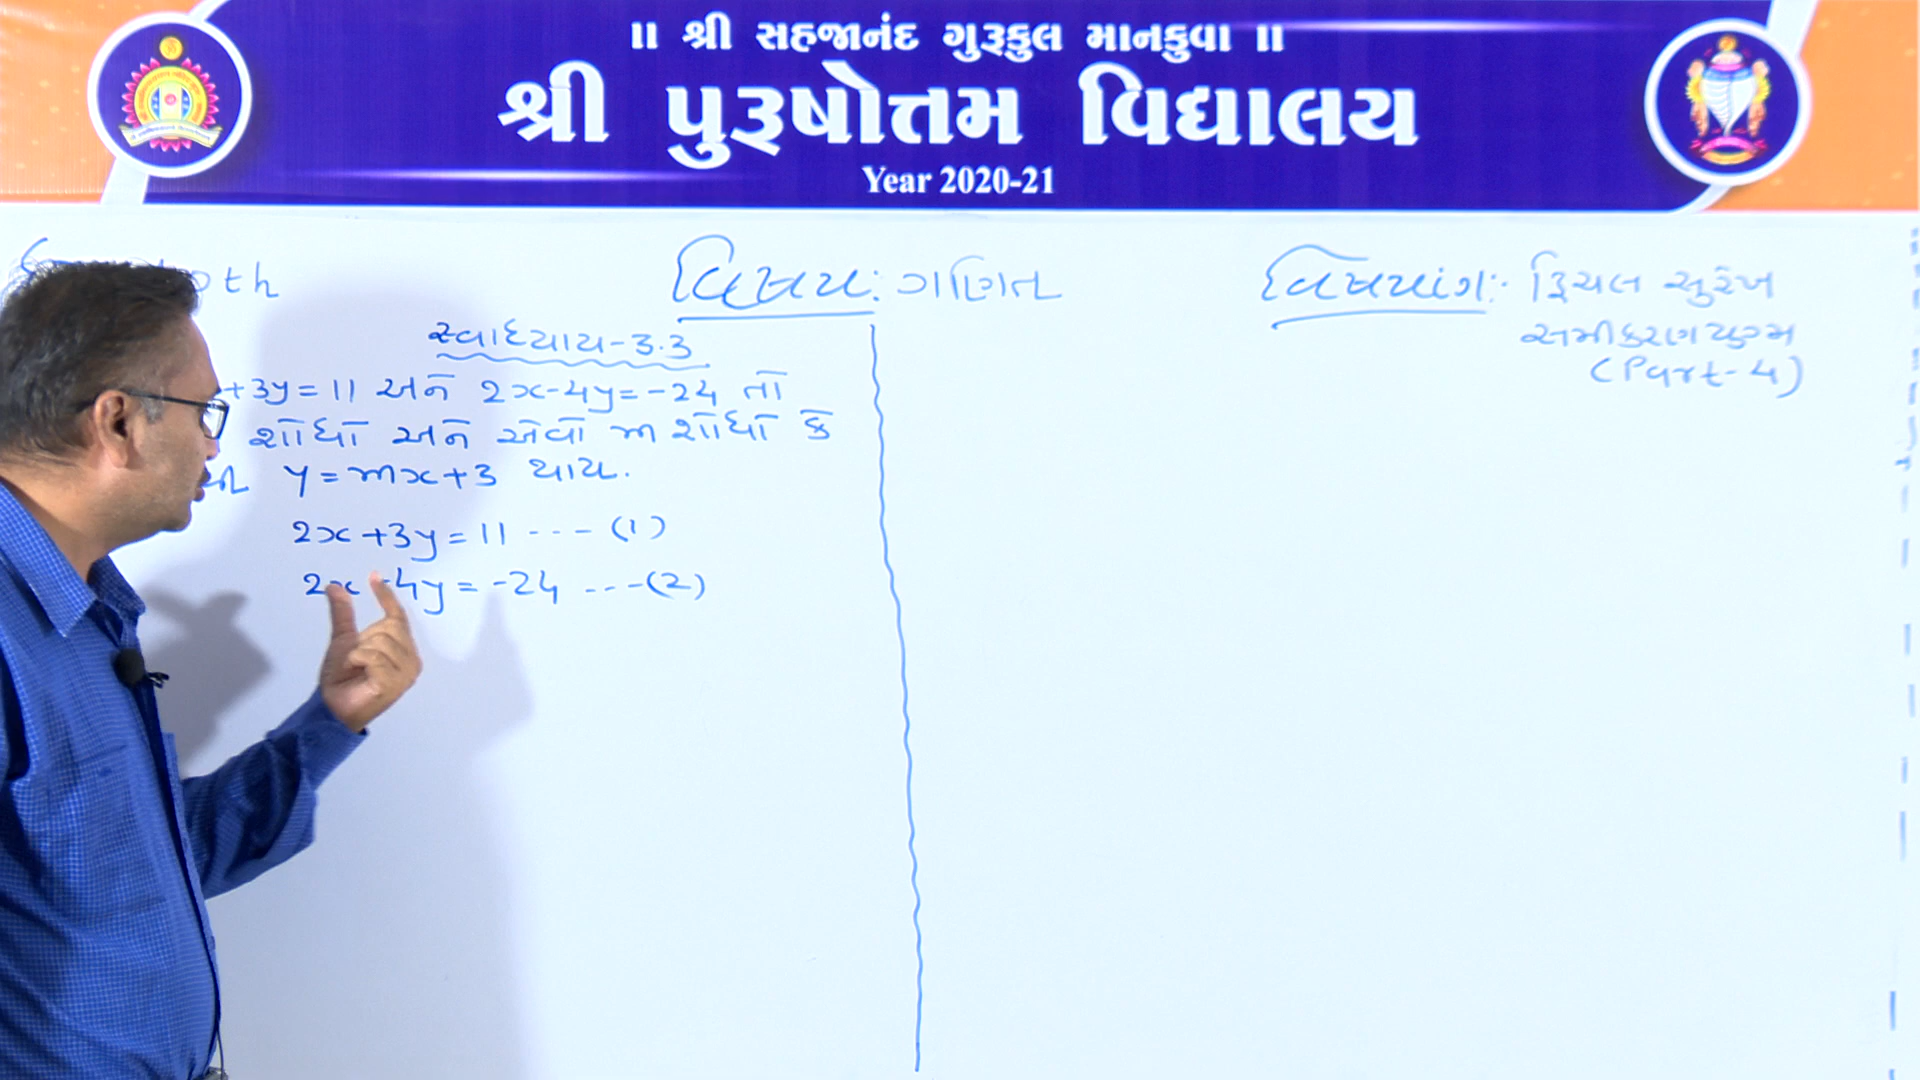 ॥ શ્રી સહજાનંદ ગુરૂકુલ માનકુવા ॥
શ્રી પુરૂષોત્તમ વિદ્યાલય
Year 2020-21
th
વિષય: ગણિત
વિષયાંગ: દ્વિચલ સુરેખ
સમીકરણયુગ્મ
(Part-4)
સ્વાધ્યાય-3.3
+3y=11 અને 2x-4y=-24 તો
શોધો અને એવો m શોધો કે
થી y=mx+3 થાય.
2x+3y=11 --- (1)
2x-4y=-24 ---(2)